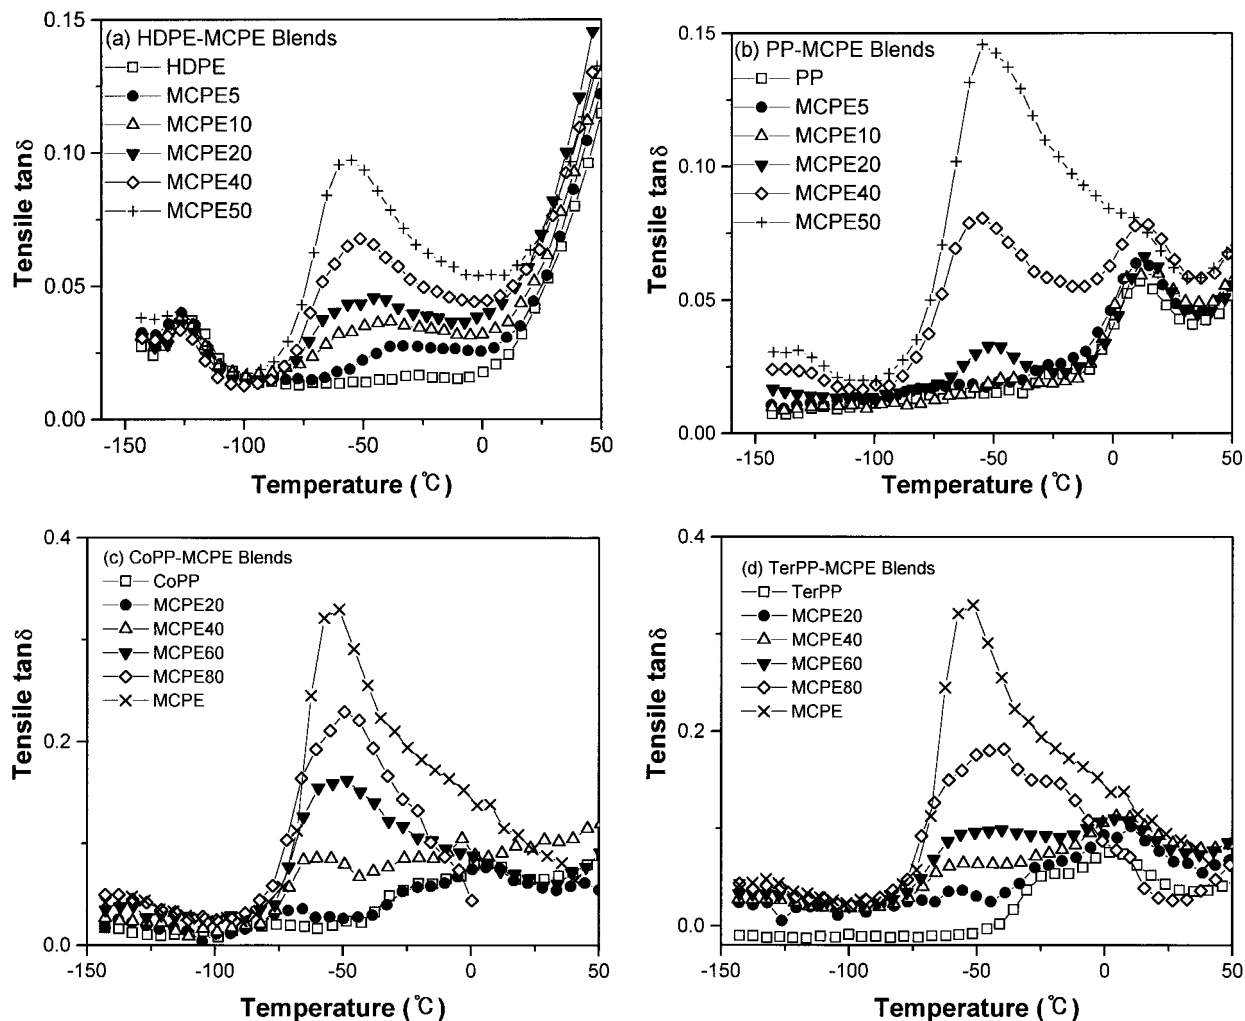 (a) HDPE-MCPE Blends
HDPE
MCPE5
MCPE10
MCPE20
MCPE40
MCPE50
0.15
0.10
0.05
0.00
-150
-100
-50
0
50
Tensile tanδ
Temperature (℃)
(b) PP-MCPE Blends
PP
MCPE5
MCPE10
MCPE20
MCPE40
MCPE50
0.15
0.10
0.05
0.00
-150
-100
-50
0
50
Tensile tanδ
Temperature (℃)
(c) CoPP-MCPE Blends
CoPP
MCPE20
MCPE40
MCPE60
MCPE80
MCPE
0.4
0.2
0.0
-150
-100
-50
0
50
Tensile tanδ
Temperature (℃)
(d) TerPP-MCPE Blends
TerPP
MCPE20
MCPE40
MCPE60
MCPE80
MCPE
0.4
0.2
0.0
-150
-100
-50
0
50
Tensile tanδ
Temperature (℃)